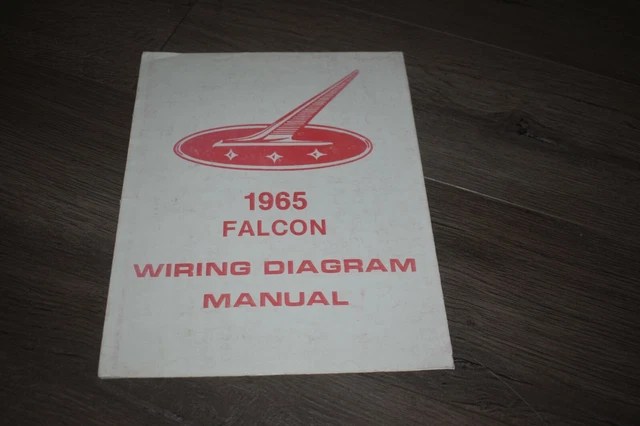 1965
FALCON
WIRING DIAGRAM
MANUAL